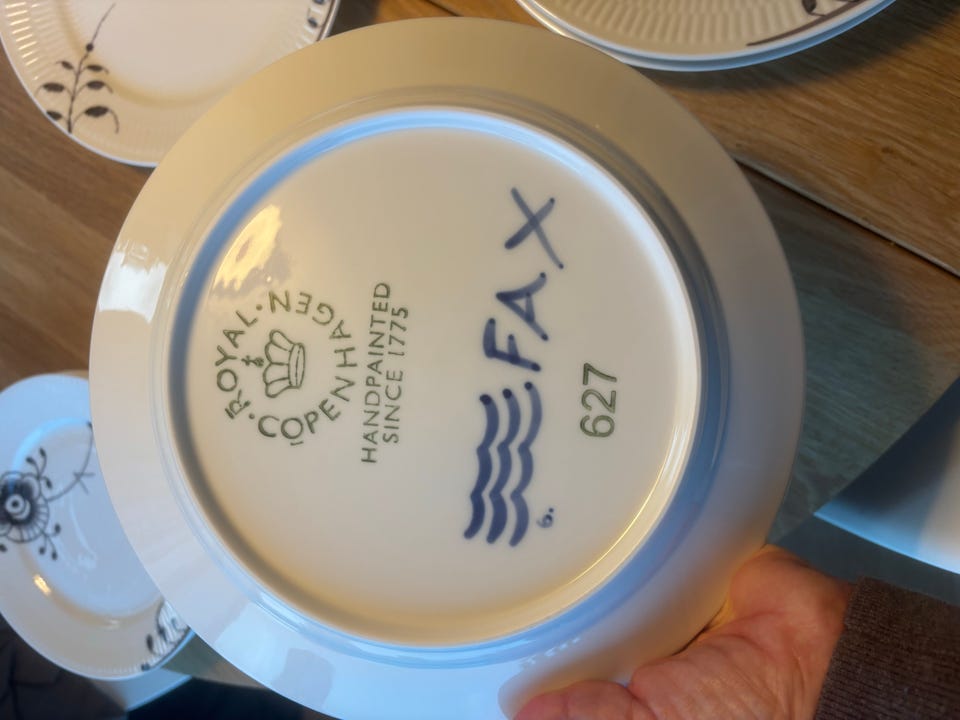 ROYAL COPENHAGEN
HANDPAINTED
SINCE 1775
FAX
6.
627